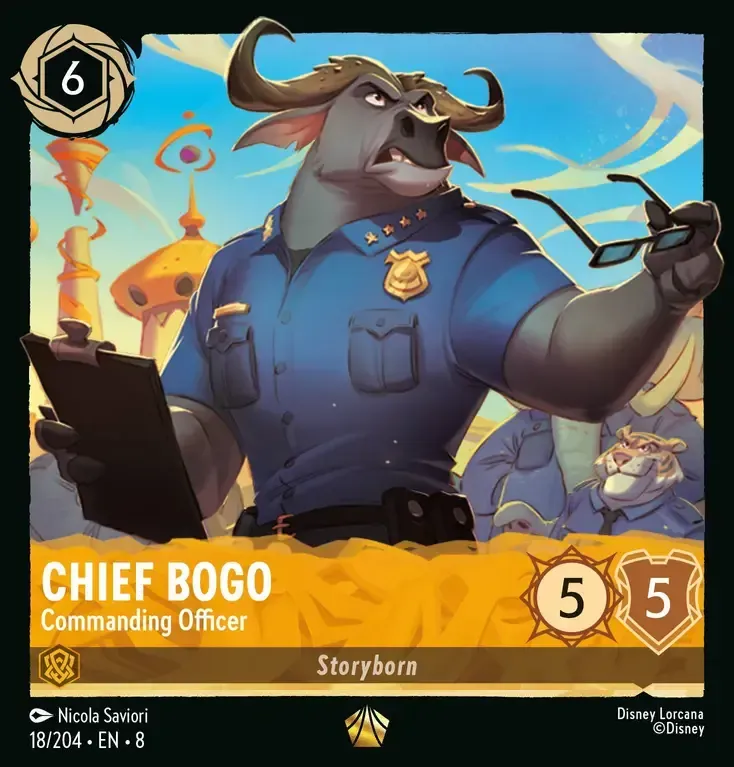 6
CHIEF BOGO
Commanding Officer
5 5
Storyborn
Nicola Saviori
18/204 • EN • 8
Disney Lorcana
©Disney